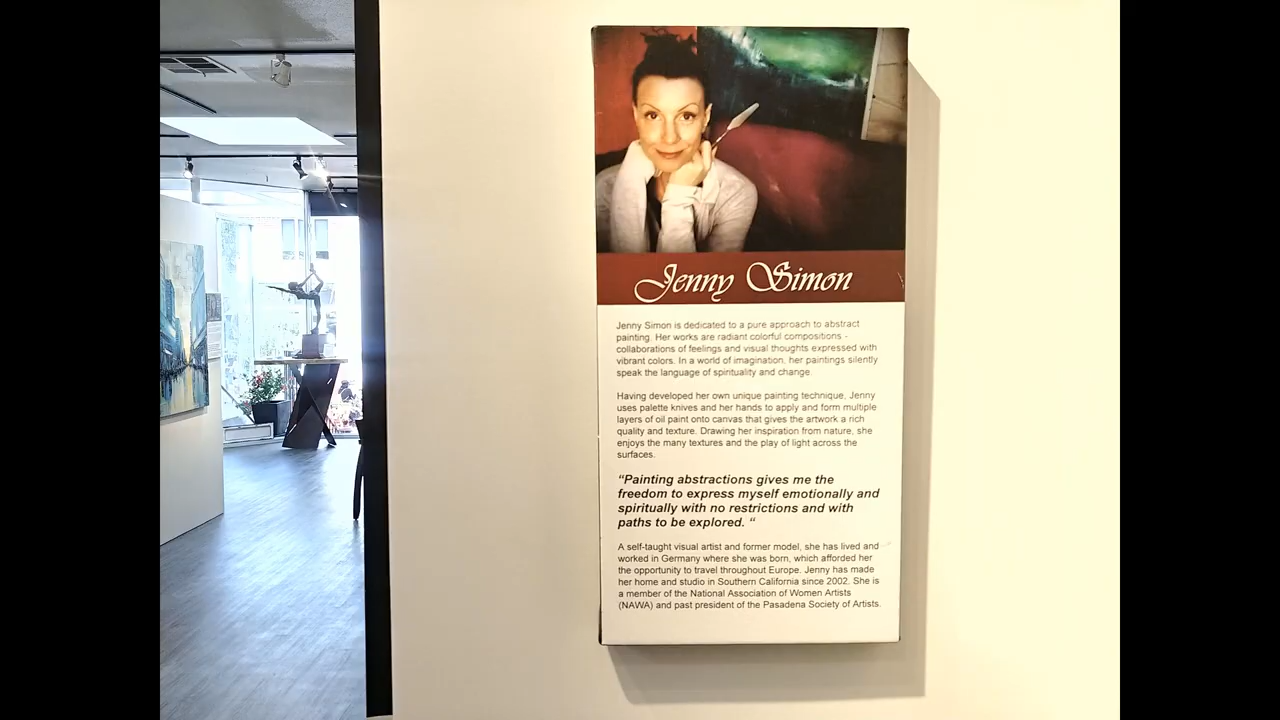 Jenny Simon
Jenny Simon is dedicated to a pure approach to abstract
painting. Her works are radiant colorful compositions -
collaborations of feelings and visual thoughts expressed with
vibrant colors. In a world of imagination, her paintings silently
speak the language of spirituality and change.
Having developed her own unique painting technique, Jenny
uses palette knives and her hands to apply and form multiple
layers of oil paint onto canvas that gives the artwork a rich
quality and texture. Drawing her inspiration from nature, she
enjoys the many textures and the play of light across the
surfaces.
“Painting abstractions gives me the
freedom to express myself emotionally and
spiritually with no restrictions and with
paths to be explored. “
A self-taught visual artist and former model, she has lived and
worked in Germany where she was born, which afforded her
the opportunity to travel throughout Europe. Jenny has made
her home and studio in Southern California since 2002. She is
a member of the National Association of Women Artists
(NAWA) and past president of the Pasadena Society of Artists.